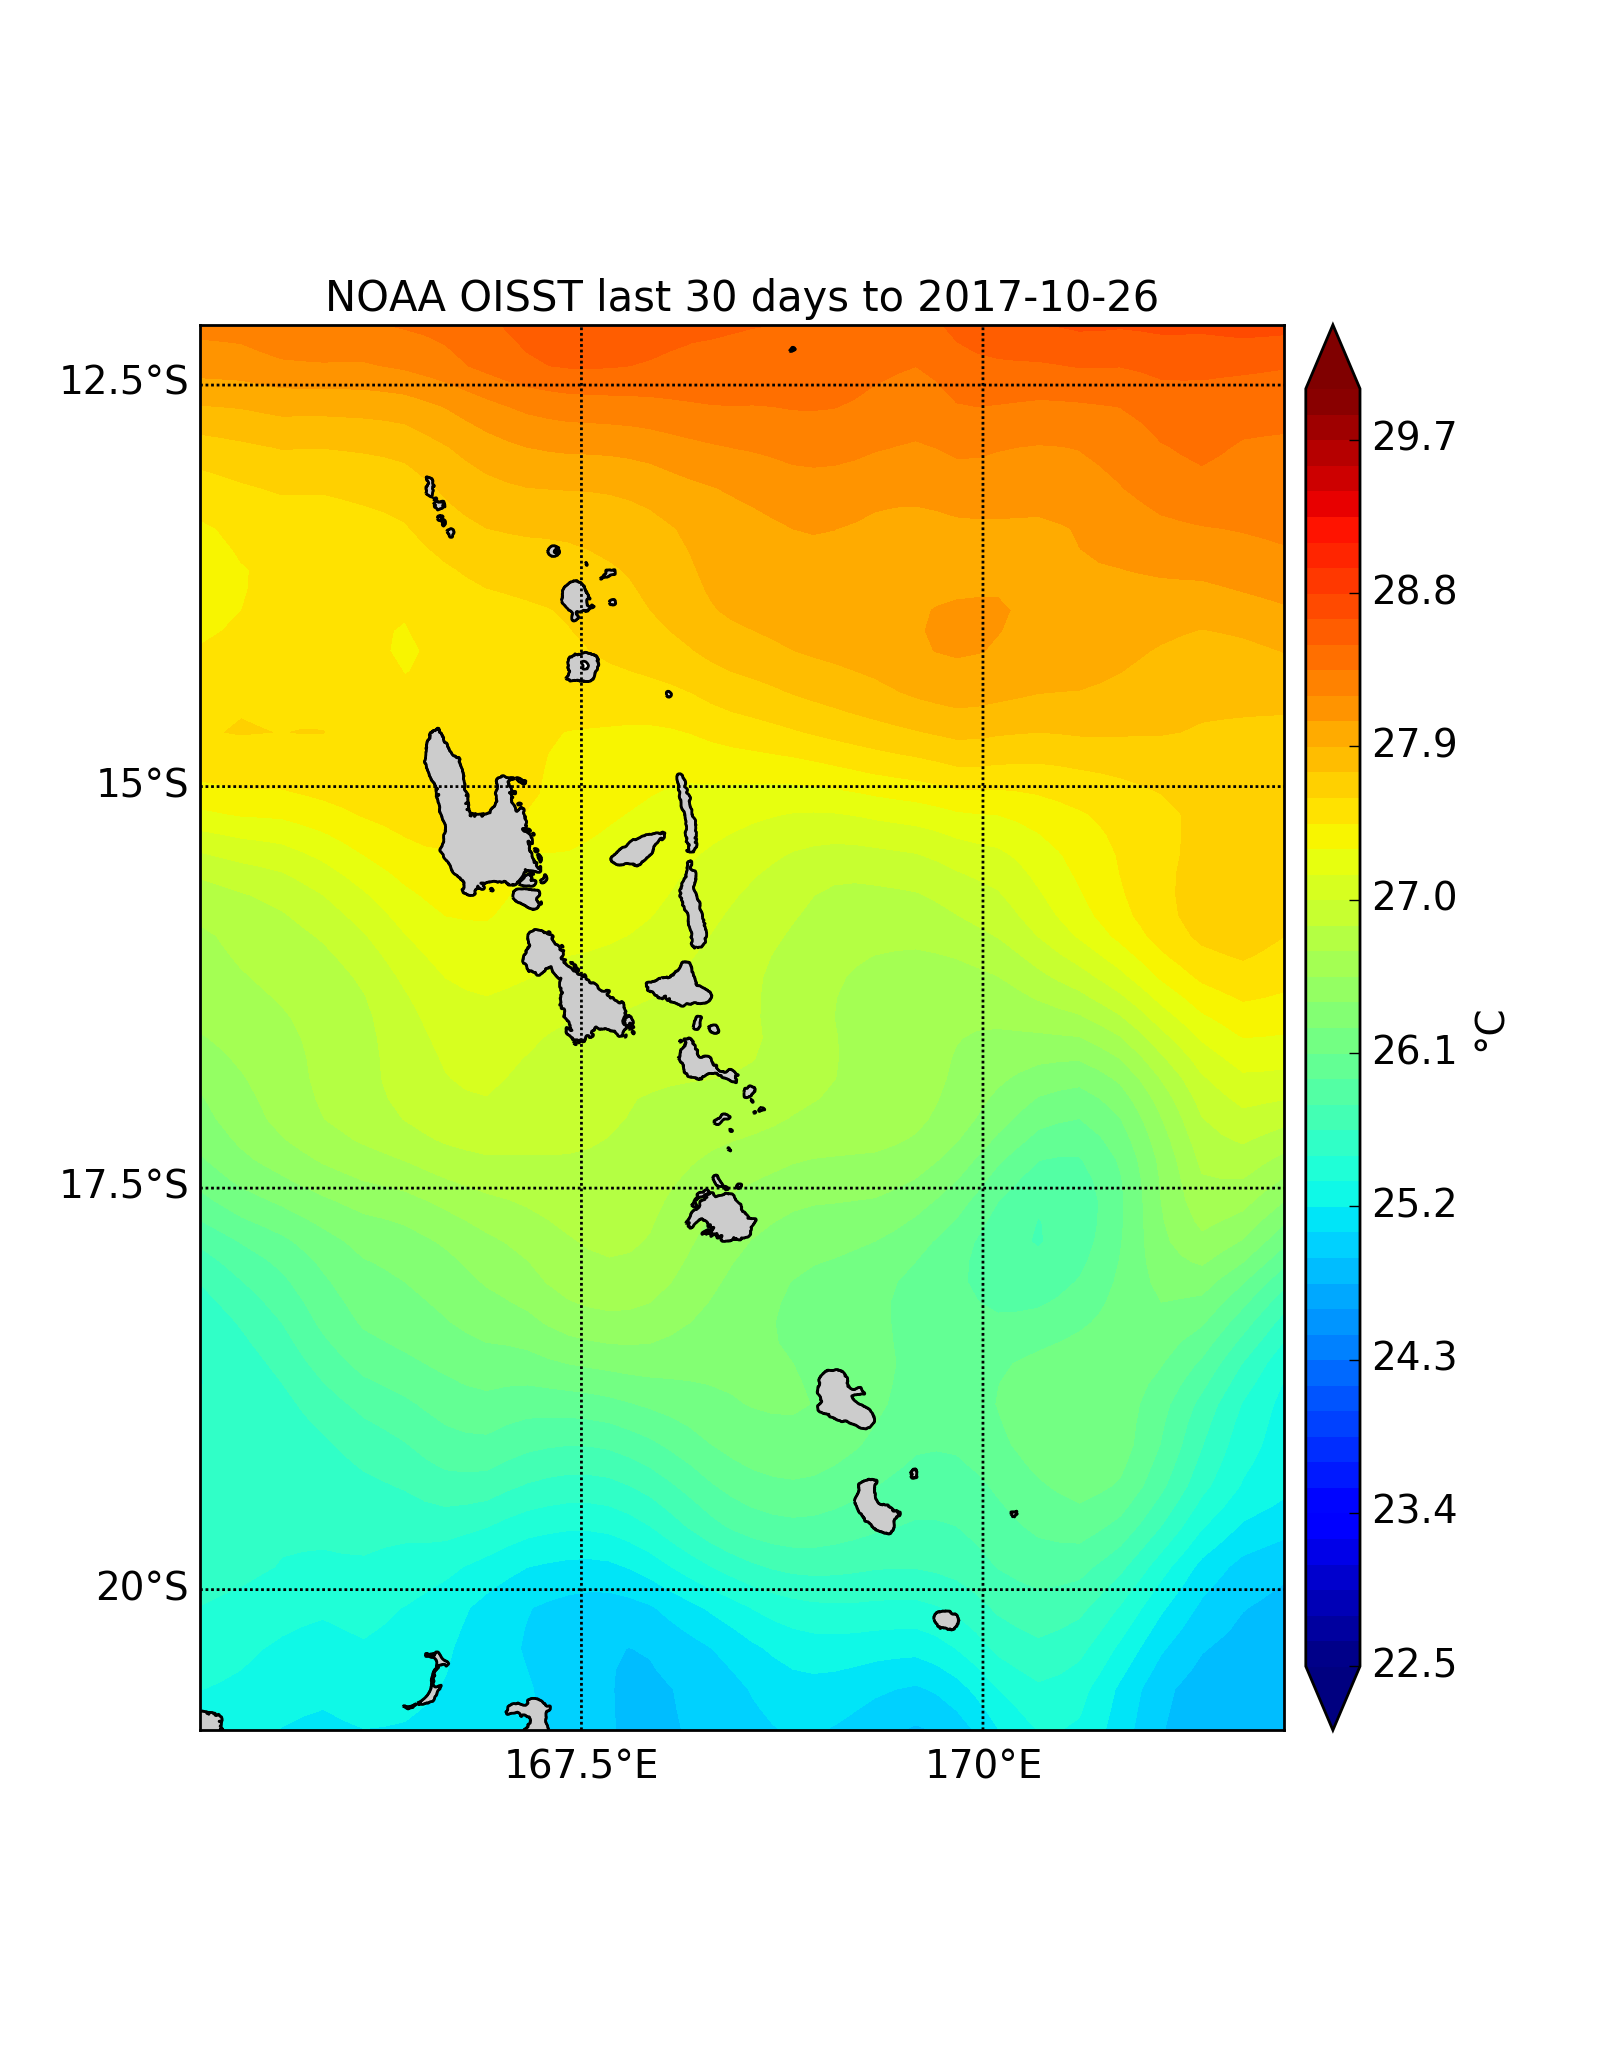 NOAA OISST last 30 days to 2017-10-26
12.5°S
15°S
17.5°S
20°S
167.5°E
170°E
29.7
28.8
27.9
27.0
26.1
25.2
24.3
23.4
22.5
°C